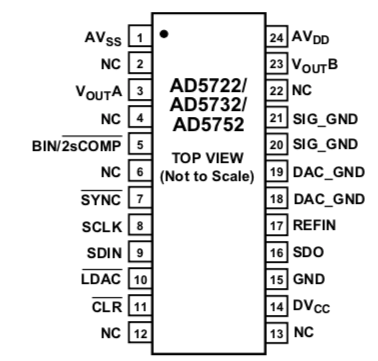 AVSS 1
NC 2
VOUTA 3
NC 4
BIN/2sCOMP 5
NC 6
SYNC 7
SCLK 8
SDIN 9
LDAC 10
CLR 11
NC 12
AD5722/
AD5732/
AD5752
TOP VIEW
(Not to Scale)
24 AVDD
23 VOUTB
22 NC
21 SIG_GND
20 SIG_GND
19 DAC_GND
18 DAC_GND
17 REFIN
16 SDO
15 GND
14 DVCC
13 NC